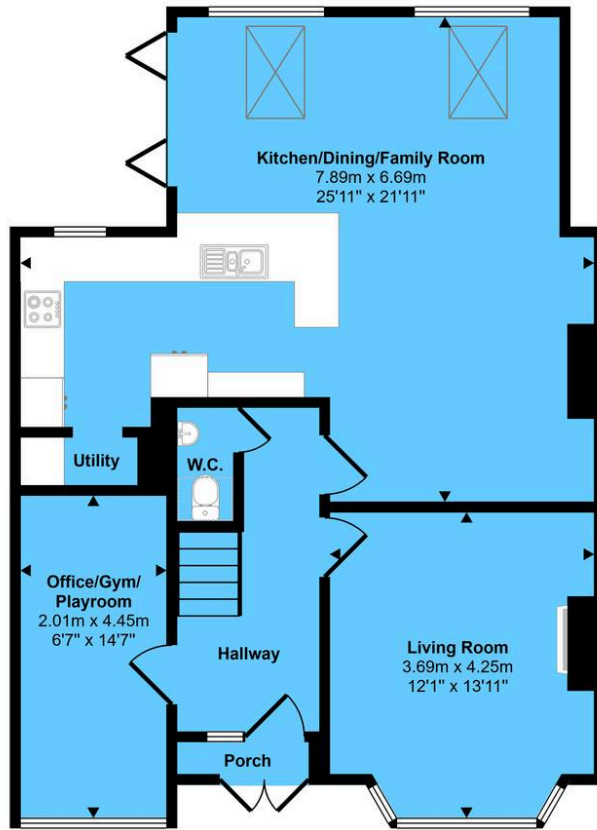 Kitchen/Dining/Family Room
7.89m x 6.69m
25'11" x 21'11"
Utility
W.C.
Office/Gym/
Playroom
2.01m x 4.45m
6'7" x 14'7"
Hallway
Living Room
3.69m x 4.25m
12'1" x 13'11"
Porch